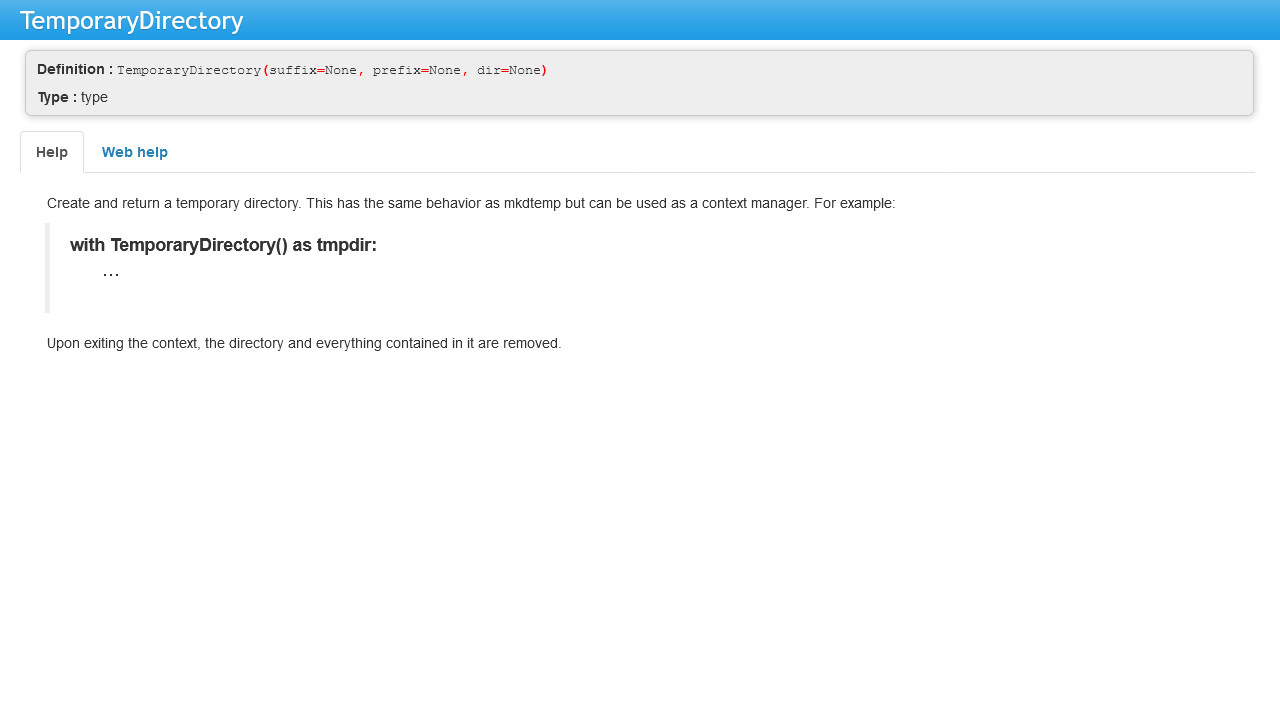 TemporaryDirectory
Definition : TemporaryDirectory(suffix=None, prefix=None, dir=None)
Type : type
Help
Web help
Create and return a temporary directory. This has the same behavior as mkdtemp but can be used as a context manager. For example:
with TemporaryDirectory() as tmpdir:
…
Upon exiting the context, the directory and everything contained in it are removed.